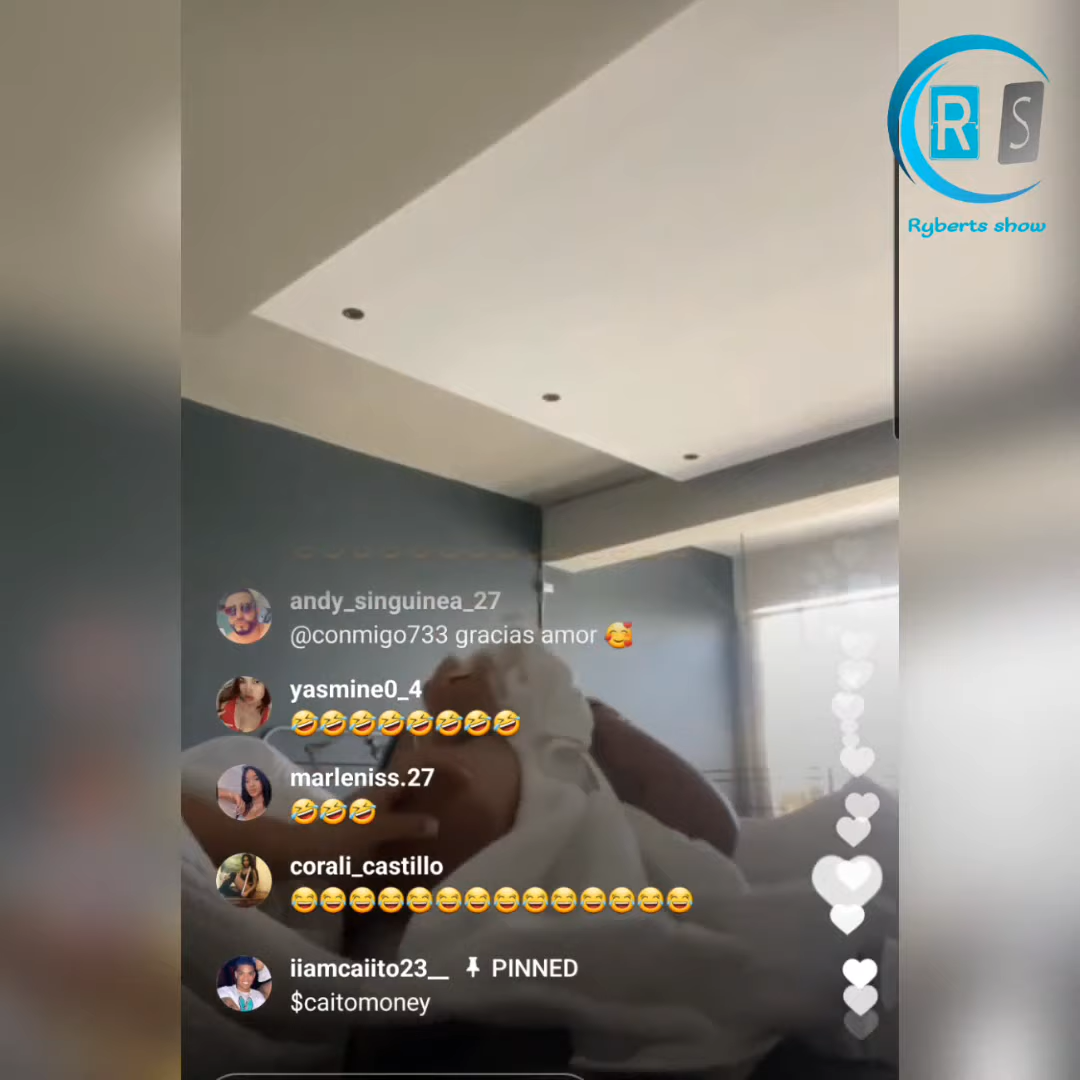 R S
Ryberts show
andy_singuinea_27
@conmigo733 gracias amor 🥰
yasmine0_4
🤣🤣🤣🤣🤣🤣🤣🤣
marleniss.27
🤣🤣🤣
corali_castillo
😂😂😂😂😂😂😂😂😂😂😂😂😂😂
iiamcaiito23__ 📌 PINNED
$caitomoney